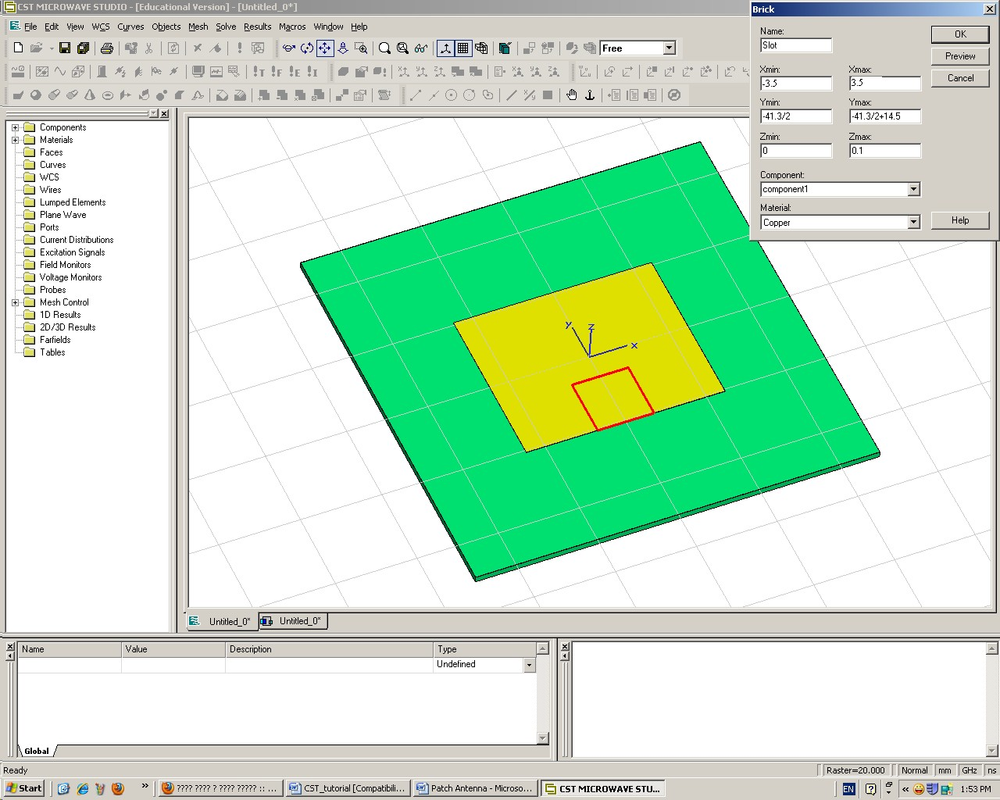 CST MICROWAVE STUDIO - [Educational Version] - [Untitled_0*]
File Edit View WCS Curves Objects Mesh Solve Results Macros Window Help
Free
Components
Materials
Faces
Curves
WCS
Wires
Lumped Elements
Plane Wave
Ports
Current Distributions
Excitation Signals
Field Monitors
Voltage Monitors
Probes
Mesh Control
1D Results
2D/3D Results
Farfields
Tables
y z x
Brick
Name:
Slot
OK
Preview
Cancel
Xmin: Xmax:
-3.5 3.5
Ymin: Ymax:
-41.3/2 -41.3/2+14.5
Zmin: Zmax:
0 0.1
Component:
component1
Material:
Copper
Help
Untitled_0* Untitled_0*
Name Value Description Type
Undefined
Global
Ready Raster=20.000 Normal mm GHz ns
Start » ???? ???? ? ???? ????? :: ... CST_tutorial [Compatibili... Patch Antenna - Microso... CST MICROWAVE STU... EN « 1:53 PM